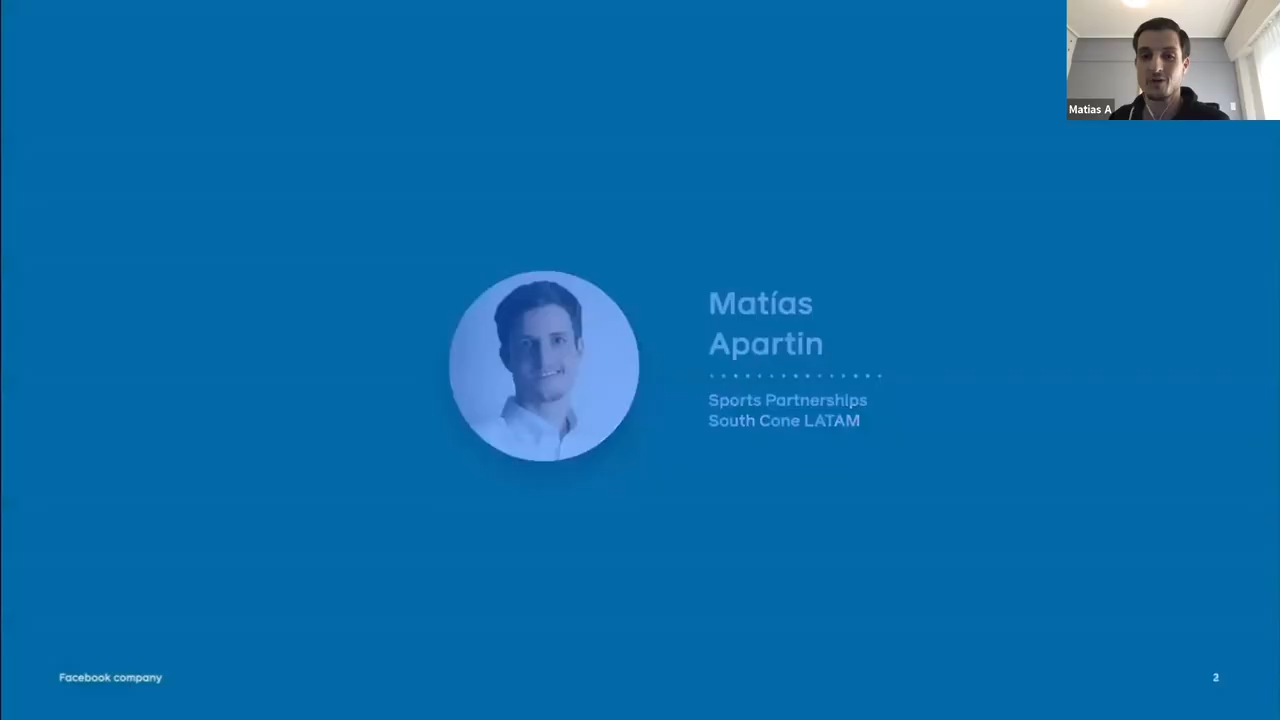 Matias A
Matías
Apartin
Sports Partnerships
South Cone LATAM
Facebook company
2